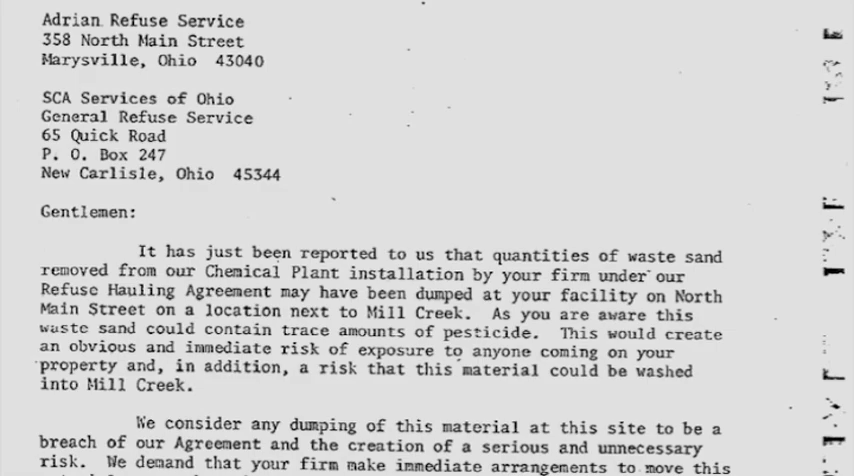 Adrian Refuse Service
358 North Main Street
Marysville, Ohio 43040
SCA Services of Ohio
General Refuse Service
65 Quick Road
P. O. Box 247
New Carlisle, Ohio 45344
Gentlemen:
It has just been reported to us that quantities of waste sand
removed from our Chemical Plant installation by your firm under our
Refuse Hauling Agreement may have been dumped at your facility on North
Main Street on a location next to Mill Creek. As you are aware this
waste sand could contain trace amounts of pesticide. This would create
an obvious and immediate risk of exposure to anyone coming on your
property and, in addition, a risk that this material could be washed
into Mill Creek.
We consider any dumping of this material at this site to be a
breach of our Agreement and the creation of a serious and unnecessary
risk. We demand that your firm make immediate arrangements to move this